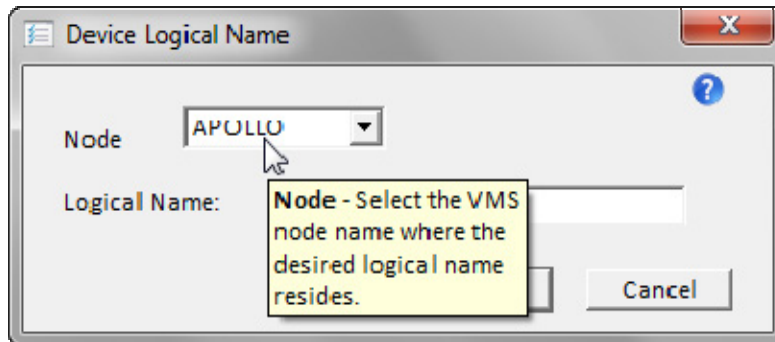 Device Logical Name
X
?
Node
APOLLO
Logical Name:
Node - Select the VMS
node name where the
desired logical name
resides.
Cancel